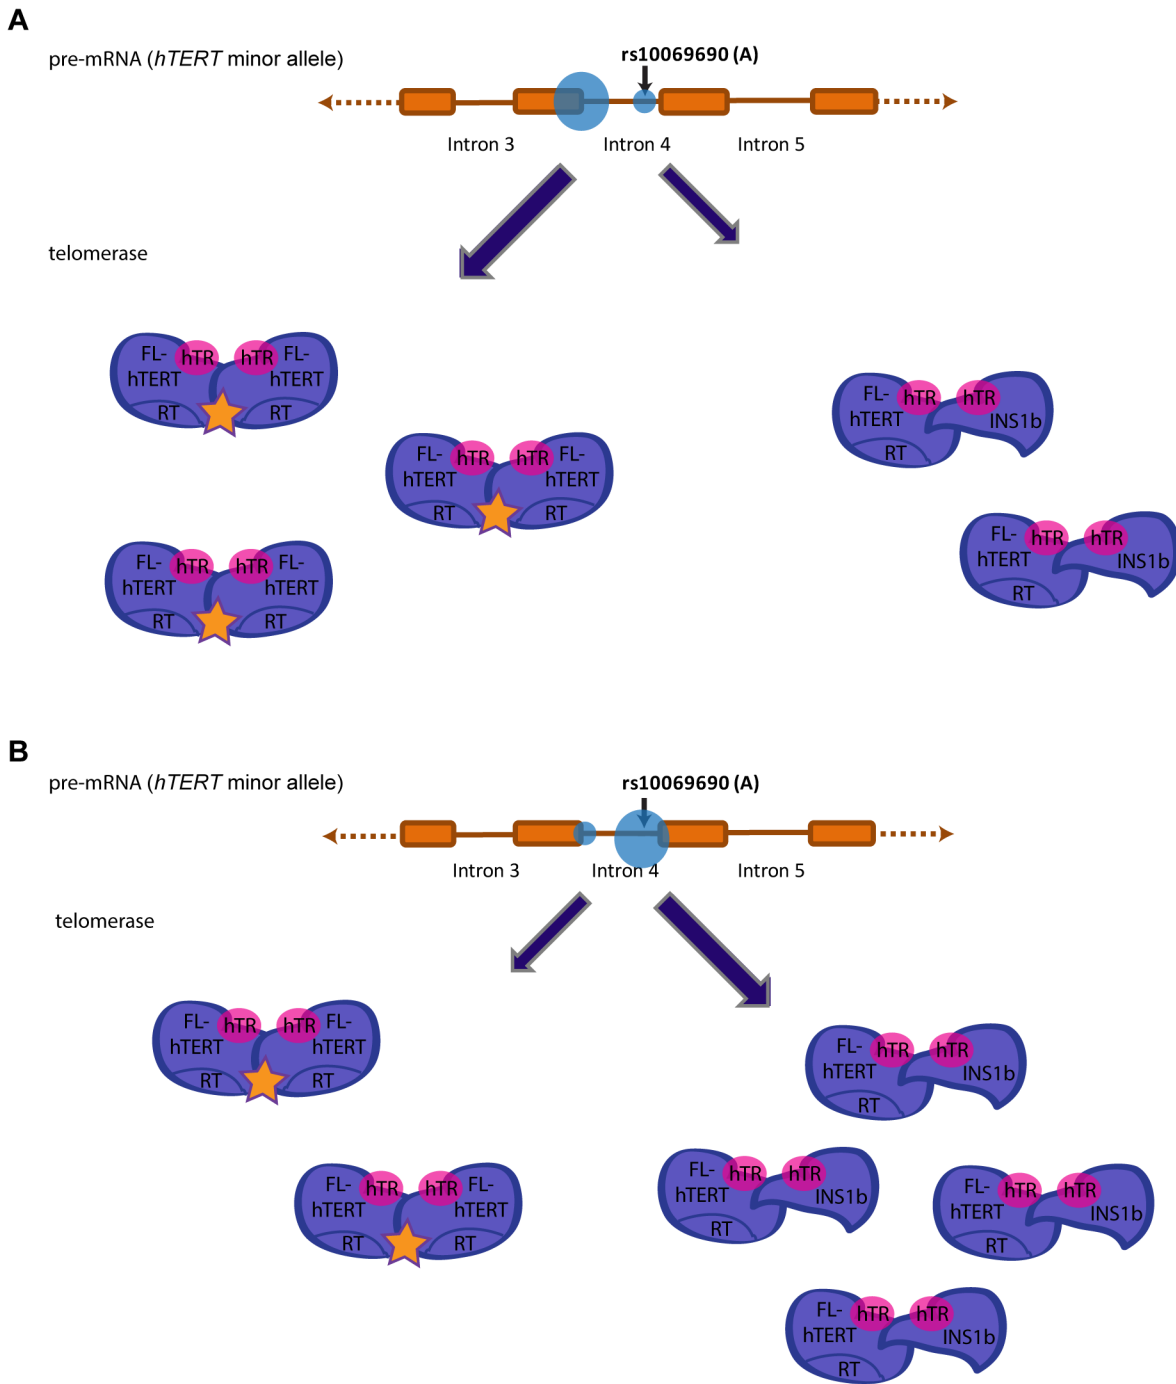 A
pre-mRNA (hTERT minor allele)
rs10069690 (A)
Intron 3
Intron 4
Intron 5
telomerase
FL-
hTERT
hTR
hTR
FL-
hTERT
RT
RT
FL-
hTERT
hTR
INS1b
hTR
RT
FL-
hTERT
hTR
hTR
FL-
hTERT
RT
RT
FL-
hTERT
hTR
hTR
INS1b
RT
FL-
hTERT
hTR
hTR
FL-
hTERT
RT
RT
B
pre-mRNA (hTERT minor allele)
rs10069690 (A)
Intron 3
Intron 4
Intron 5
telomerase
FL-
hTERT
hTR
hTR
FL-
hTERT
RT
RT
FL-
hTERT
hTR
hTR
INS1b
RT
FL-
hTERT
hTR
hTR
FL-
hTERT
RT
RT
FL-
hTERT
hTR
hTR
INS1b
RT
FL-
hTERT
hTR
hTR
INS1b
RT
FL-
hTERT
hTR
hTR
INS1b
RT